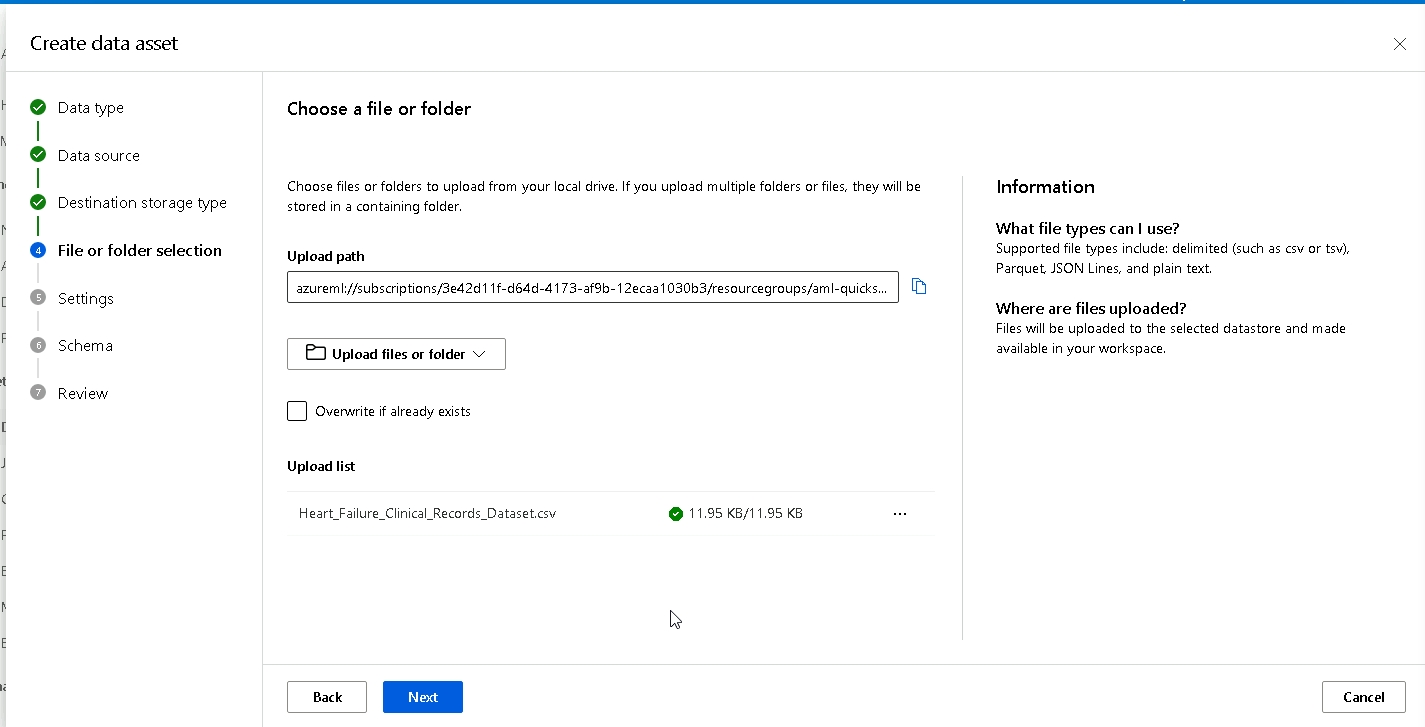 Create data asset
Data type
Data source
Destination storage type
4 File or folder selection
5 Settings
6 Schema
7 Review
Choose a file or folder
Choose files or folders to upload from your local drive. If you upload multiple folders or files, they will be
stored in a containing folder.
Upload path
azureml://subscriptions/3e42d11f-d64d-4173-af9b-12ecaa1030b3/resourcegroups/aml-quicks...
Upload files or folder
Overwrite if already exists
Upload list
Heart_Failure_Clinical_Records_Dataset.csv 11.95 KB/11.95 KB ...
Information
What file types can I use?
Supported file types include: delimited (such as csv or tsv),
Parquet, JSON Lines, and plain text.
Where are files uploaded?
Files will be uploaded to the selected datastore and made
available in your workspace.
Back Next Cancel